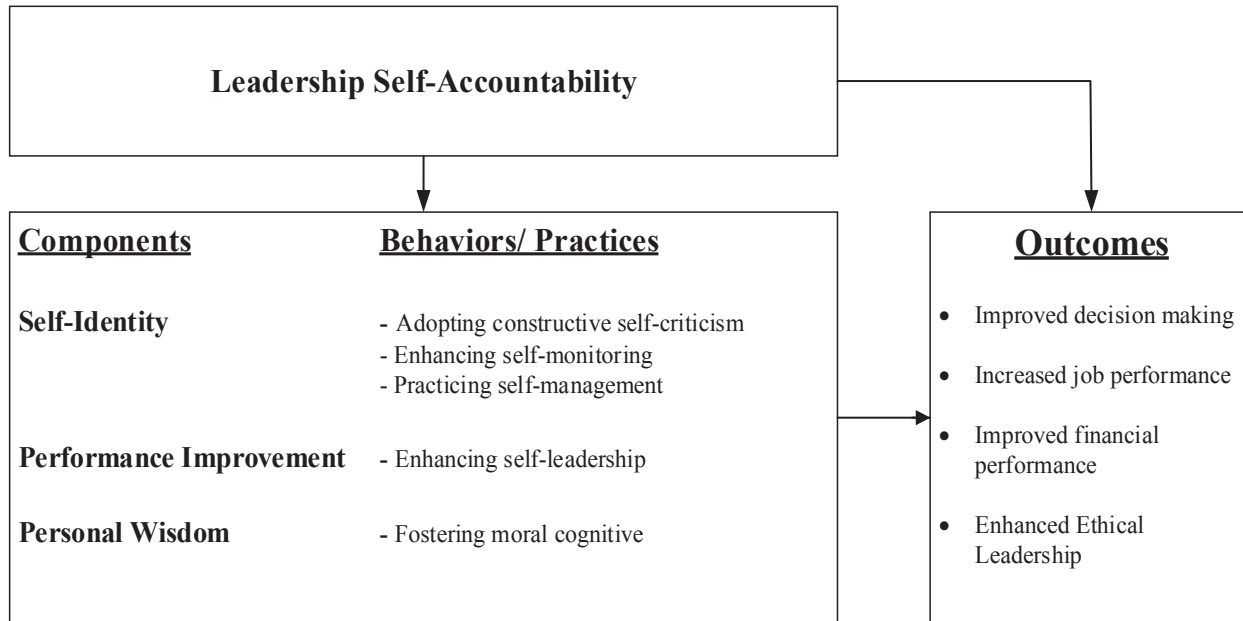 Leadership Self-Accountability
Components Behaviors/ Practices
Self-Identity - Adopting constructive self-criticism
- Enhancing self-monitoring
- Practicing self-management
Performance Improvement - Enhancing self-leadership
Personal Wisdom - Fostering moral cognitive
Outcomes
• Improved decision making
• Increased job performance
• Improved financial
performance
• Enhanced Ethical
Leadership